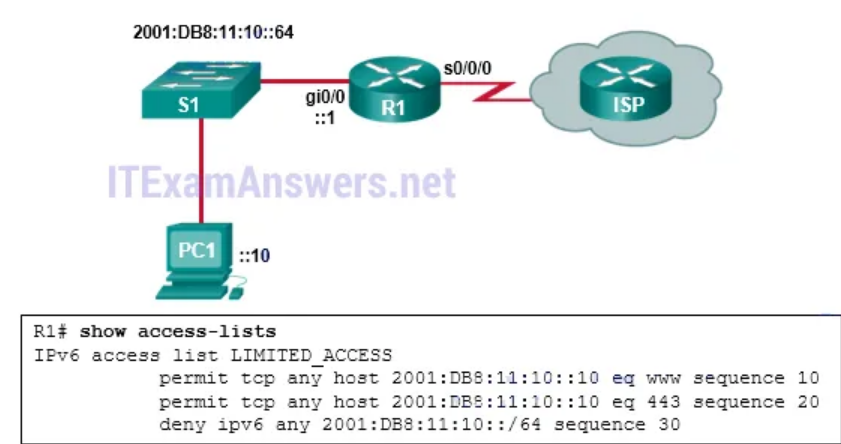 2001:DB8:11:10::64
s0/0/0
S1
gi0/0
::1
R1
ISP
ITExamAnswers.net
PC1
::10
R1# show access-lists
IPv6 access list LIMITED_ACCESS
permit tcp any host 2001:DB8:11:10::10 eq www sequence 10
permit tcp any host 2001:DB8:11:10::10 eq 443 sequence 20
deny ipv6 any 2001:DB8:11:10::/64 sequence 30